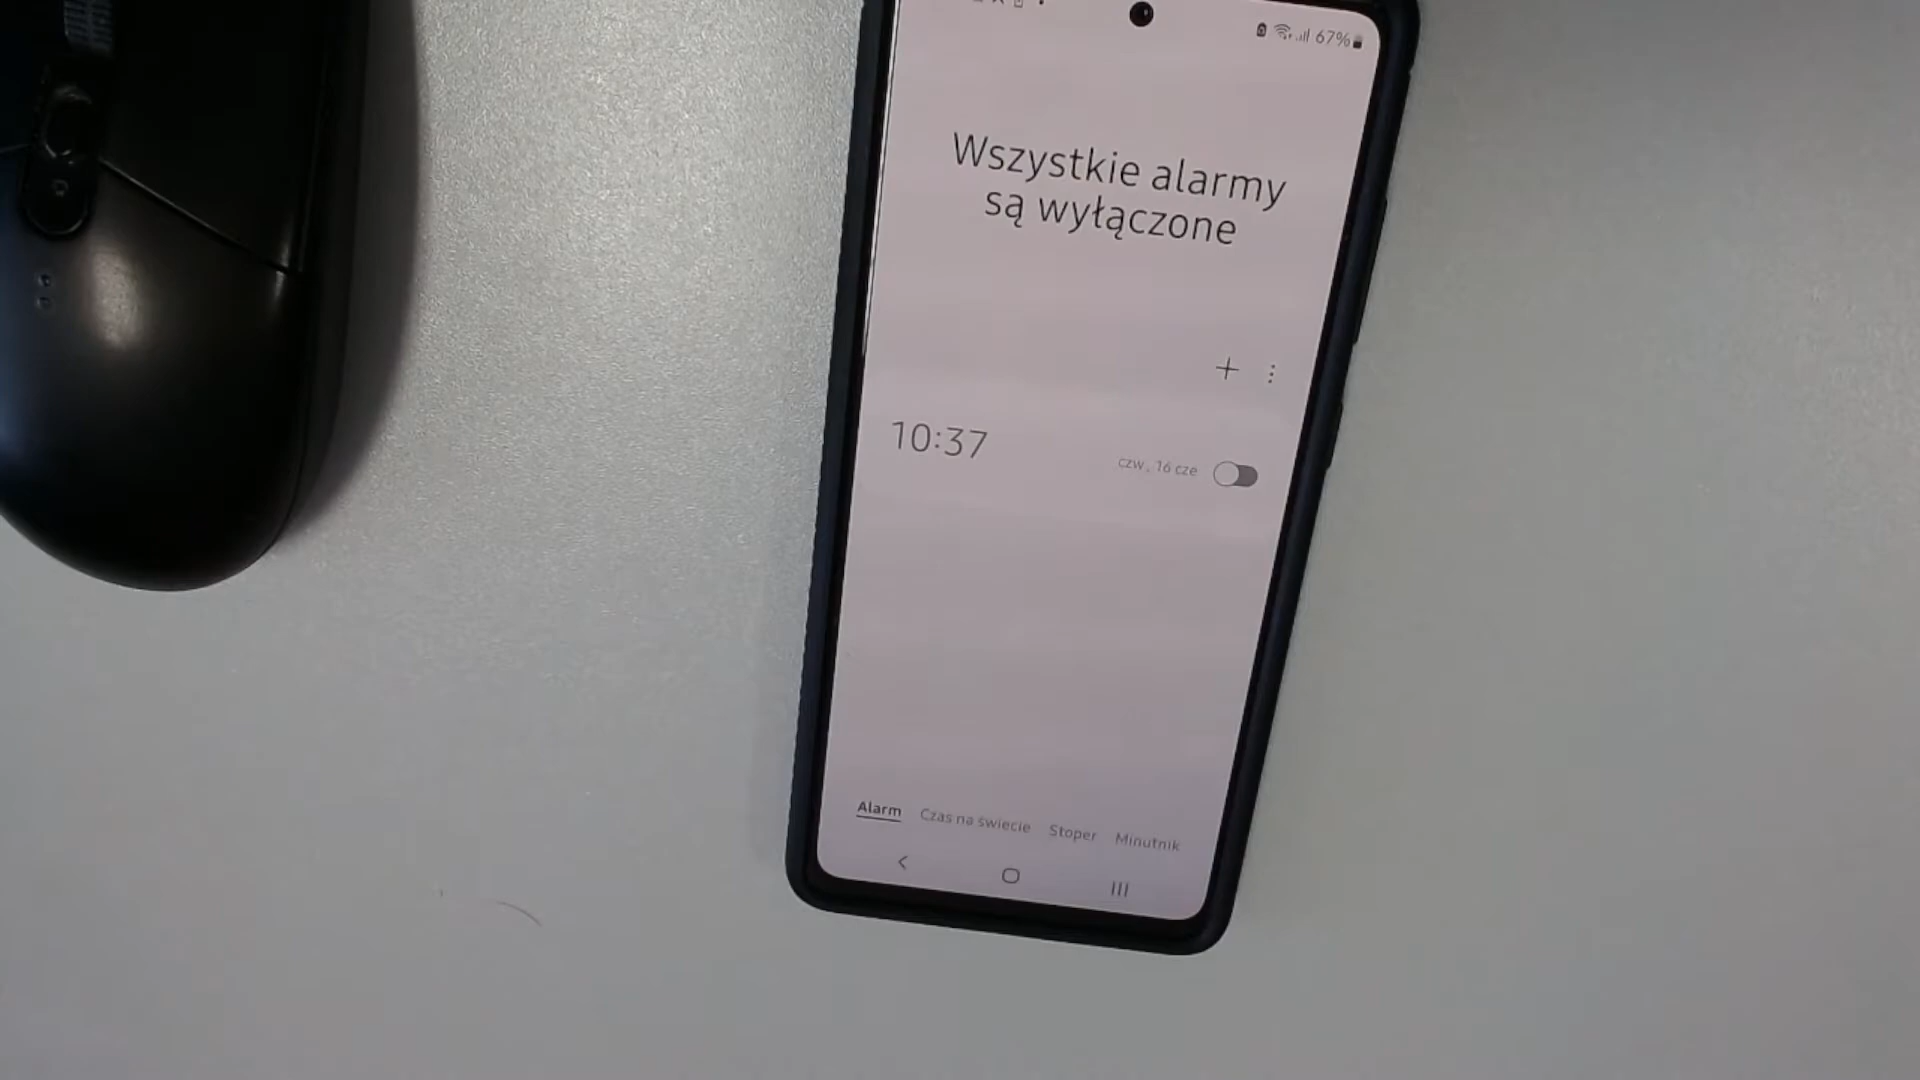 67%
Wszystkie alarmy
są wyłączone
10:37
czw., 16 cze
Alarm Czas na świecie Stoper Minutnik